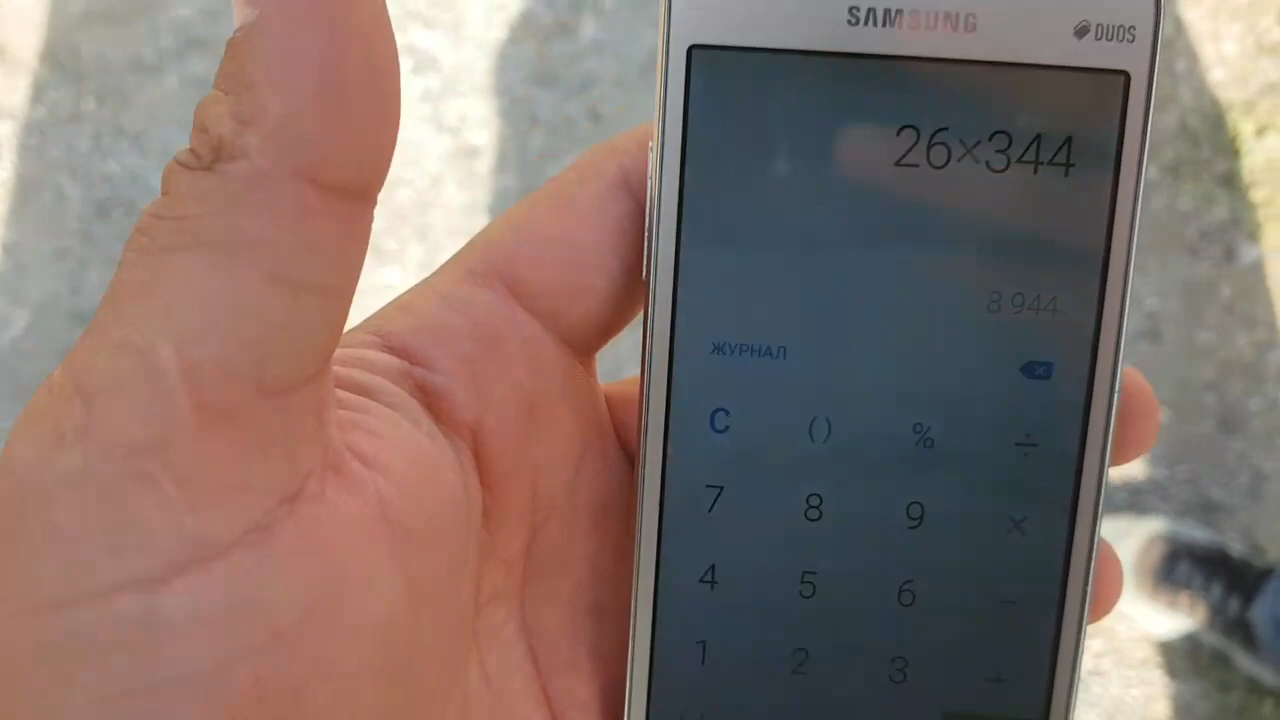 SAMSUNG
DUOS
26×344
8 944
ЖУРНАЛ
C () % ÷
7 8 9 ×
4 5 6 −
1 2 3 +